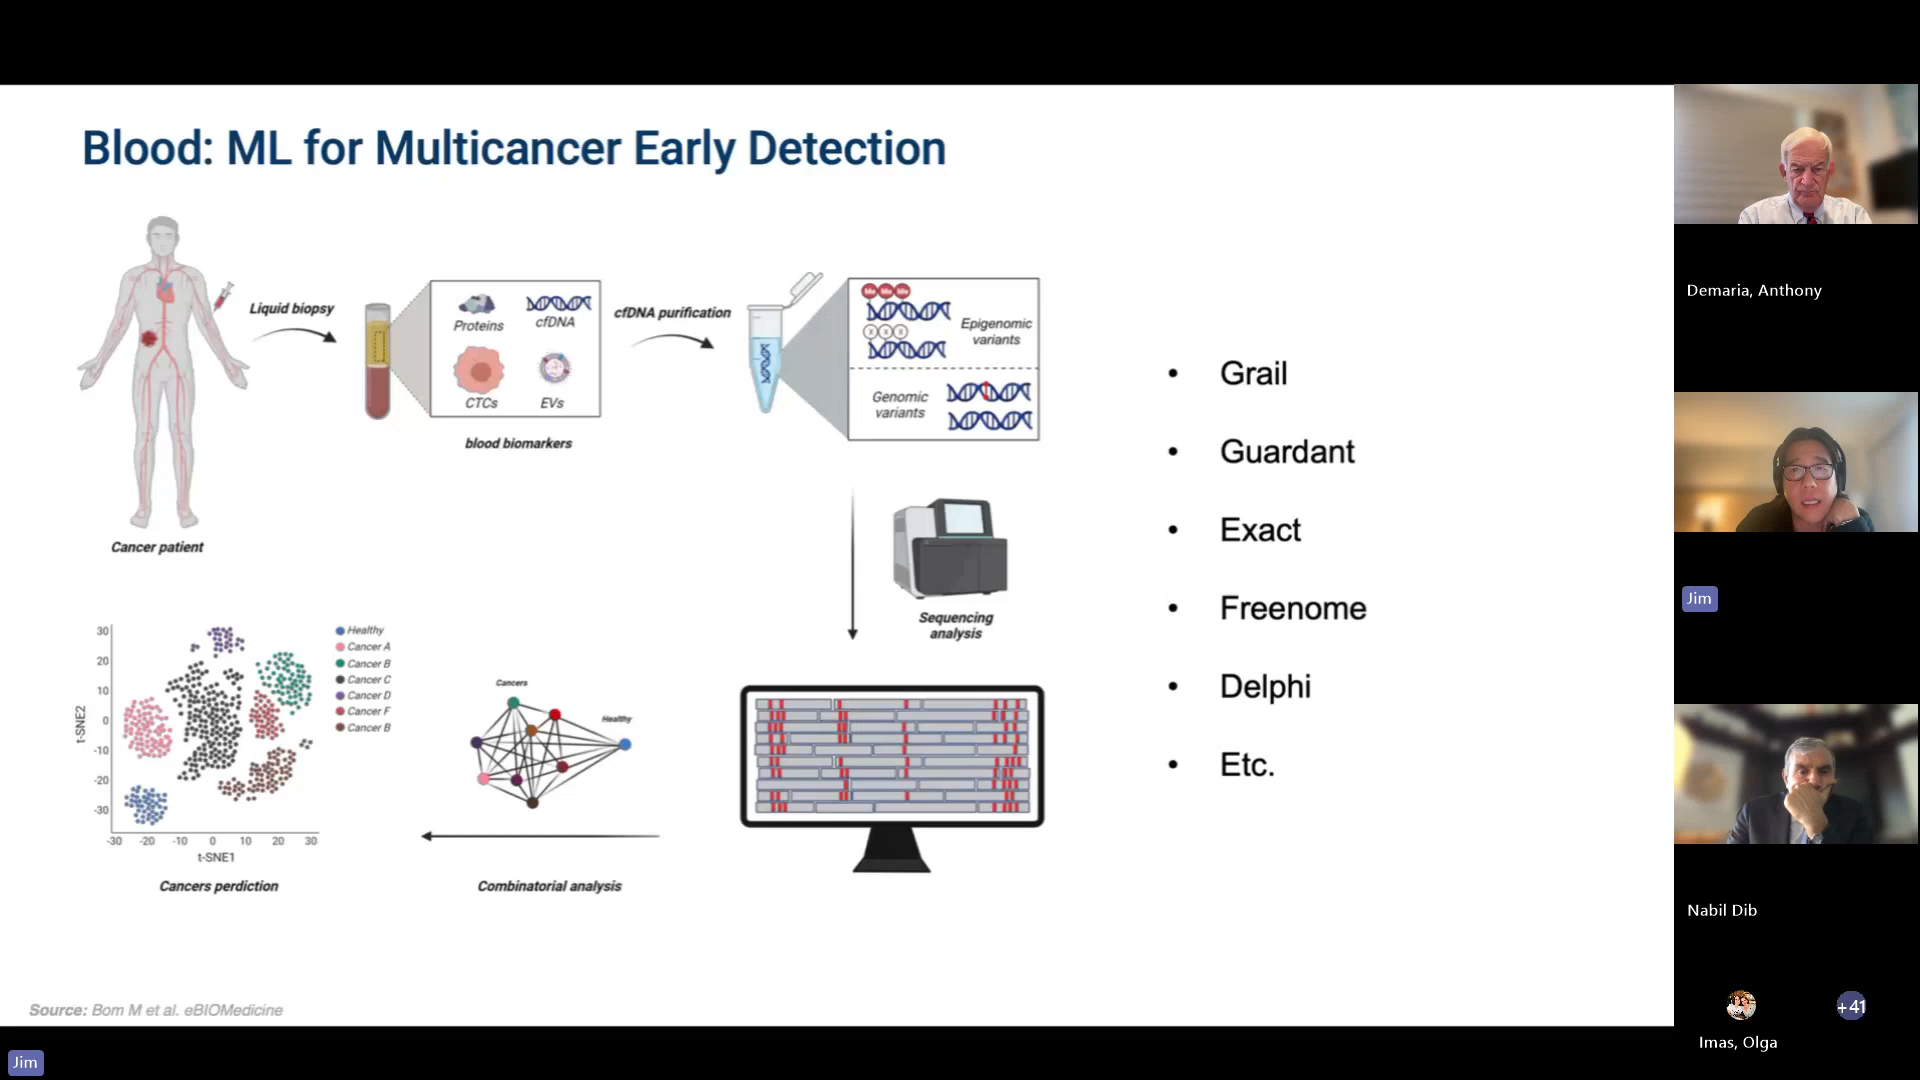 Blood: ML for Multicancer Early Detection
Liquid biopsy
Proteins
cfDNA
CTCs
EVs
blood biomarkers
cfDNA purification
Me Me Me
X X X
Epigenomic
variants
Genomic
variants
Cancer patient
Sequencing
analysis
Cancers
Healthy
Combinatorial analysis
30
20
10
0
-10
-20
-30
t-SNE2
-30 -20 -10 0 10 20 30
t-SNE1
Healthy
Cancer A
Cancer B
Cancer C
Cancer D
Cancer F
Cancer B
Cancers perdiction
• Grail
• Guardant
• Exact
• Freenome
• Delphi
• Etc.
Source: Bom M et al. eBIOMedicine
Jim
Demaria, Anthony
Jim
Nabil Dib
+41
Imas, Olga